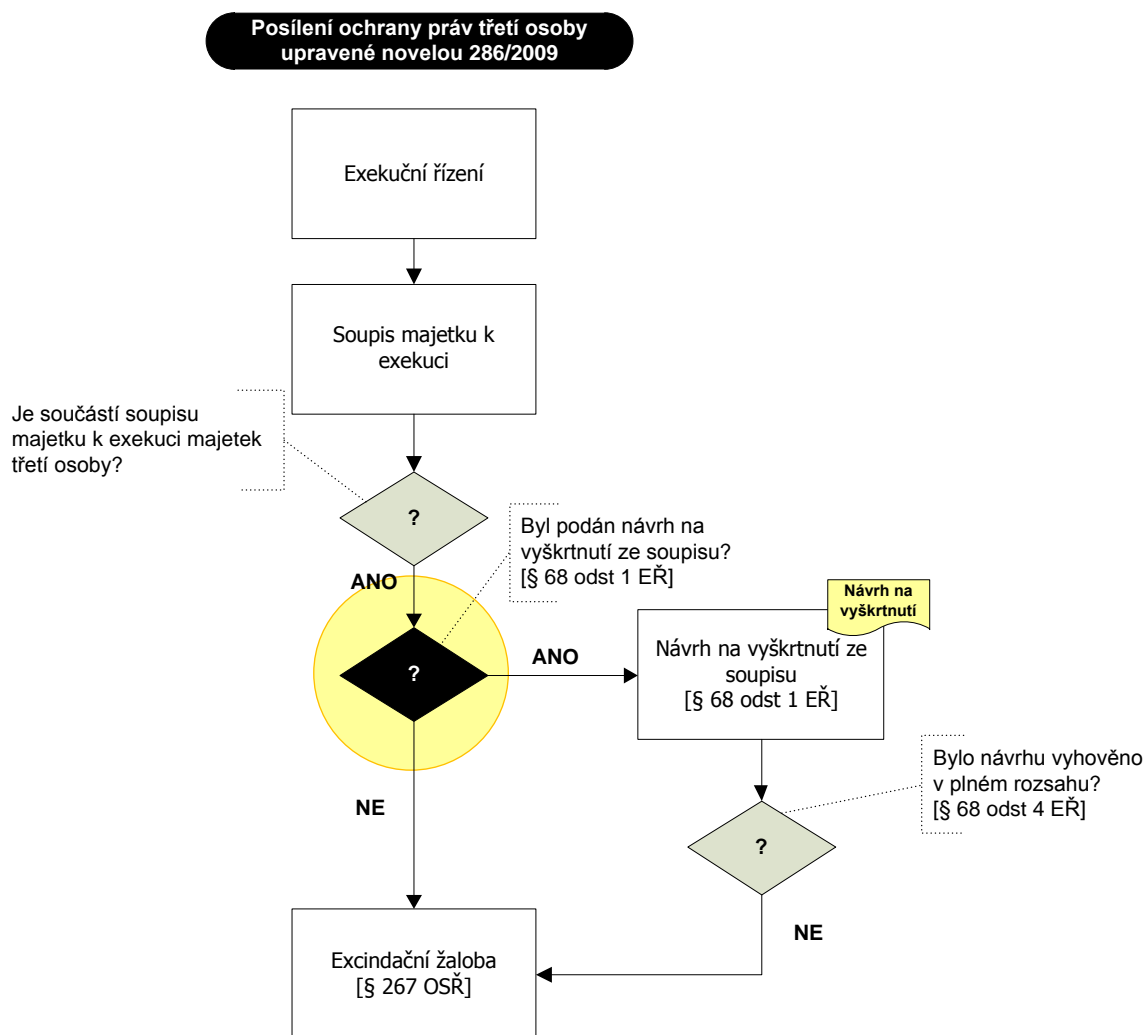 Posílení ochrany práv třetí osoby
upravené novelou 286/2009
Exekuční řízení
Soupis majetku k
exekuci
Je součástí soupisu
majetku k exekuci majetek
třetí osoby?
?
Byl podán návrh na
vyškrtnutí ze soupisu?
[§ 68 odst 1 EŘ]
ANO
?
ANO
Návrh na
vyškrtnutí
Návrh na vyškrtnutí ze
soupisu
[§ 68 odst 1 EŘ]
Bylo návrhu vyhověno
v plném rozsahu?
[§ 68 odst 4 EŘ]
NE
?
NE
Excindační žaloba
[§ 267 OSŘ]